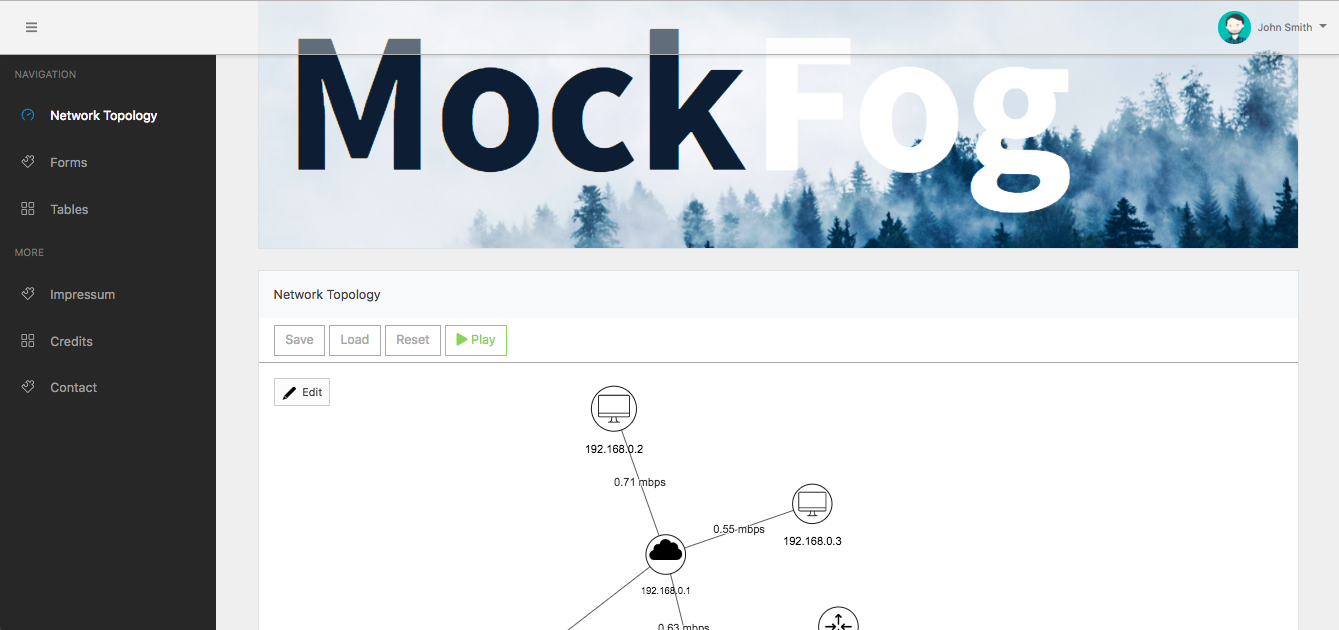 John Smith
MockFog
NAVIGATION
Network Topology
Forms
Tables
MORE
Impressum
Credits
Contact
Network Topology
Save Load Reset Play
Edit
192.168.0.2
0.71 mbps
0.55 mbps
192.168.0.3
192.168.0.1
0.63 mbps